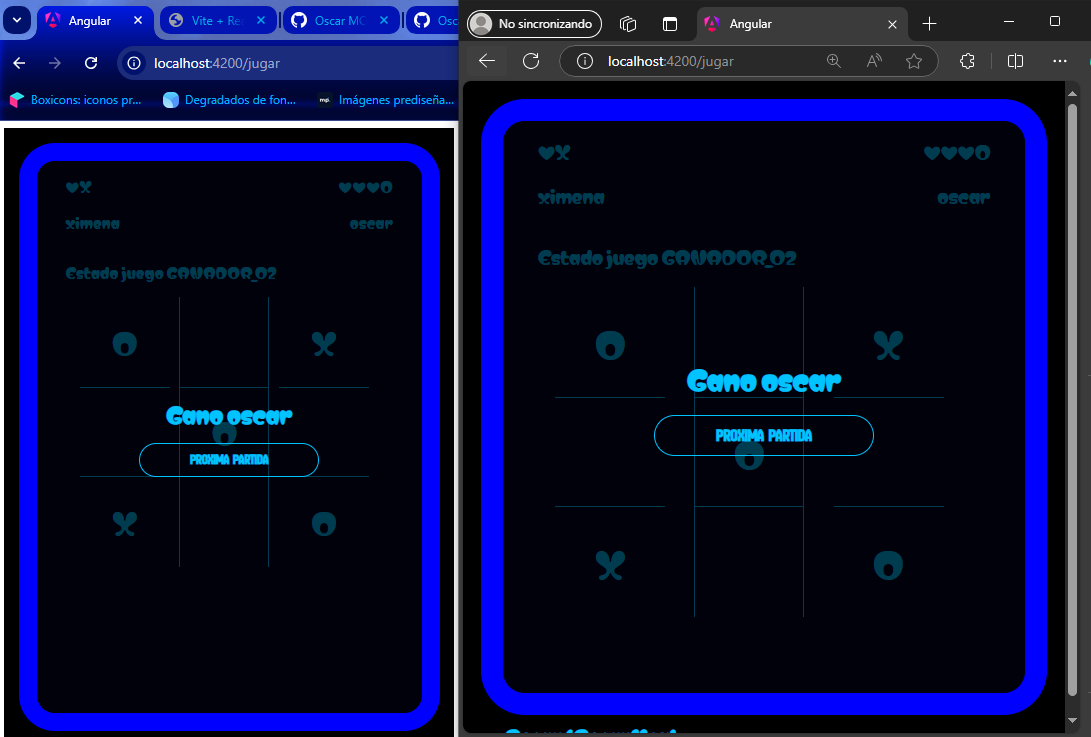 Angular
Vite + Re
Oscar MC
Osc
localhost:4200/jugar
Boxicons: iconos pr...
Degradados de fon...
Imágenes prediseña...
♥X
♥♥♥O
ximena
oscar
Estado juego GANADOR_O2
O
X
Gano oscar
O
PROXIMA PARTIDA
X
O
No sincronizando
Angular
localhost:4200/jugar
♥X
♥♥♥O
ximena
oscar
Estado juego GANADOR_O2
O
X
Gano oscar
PROXIMA PARTIDA
O
X
O